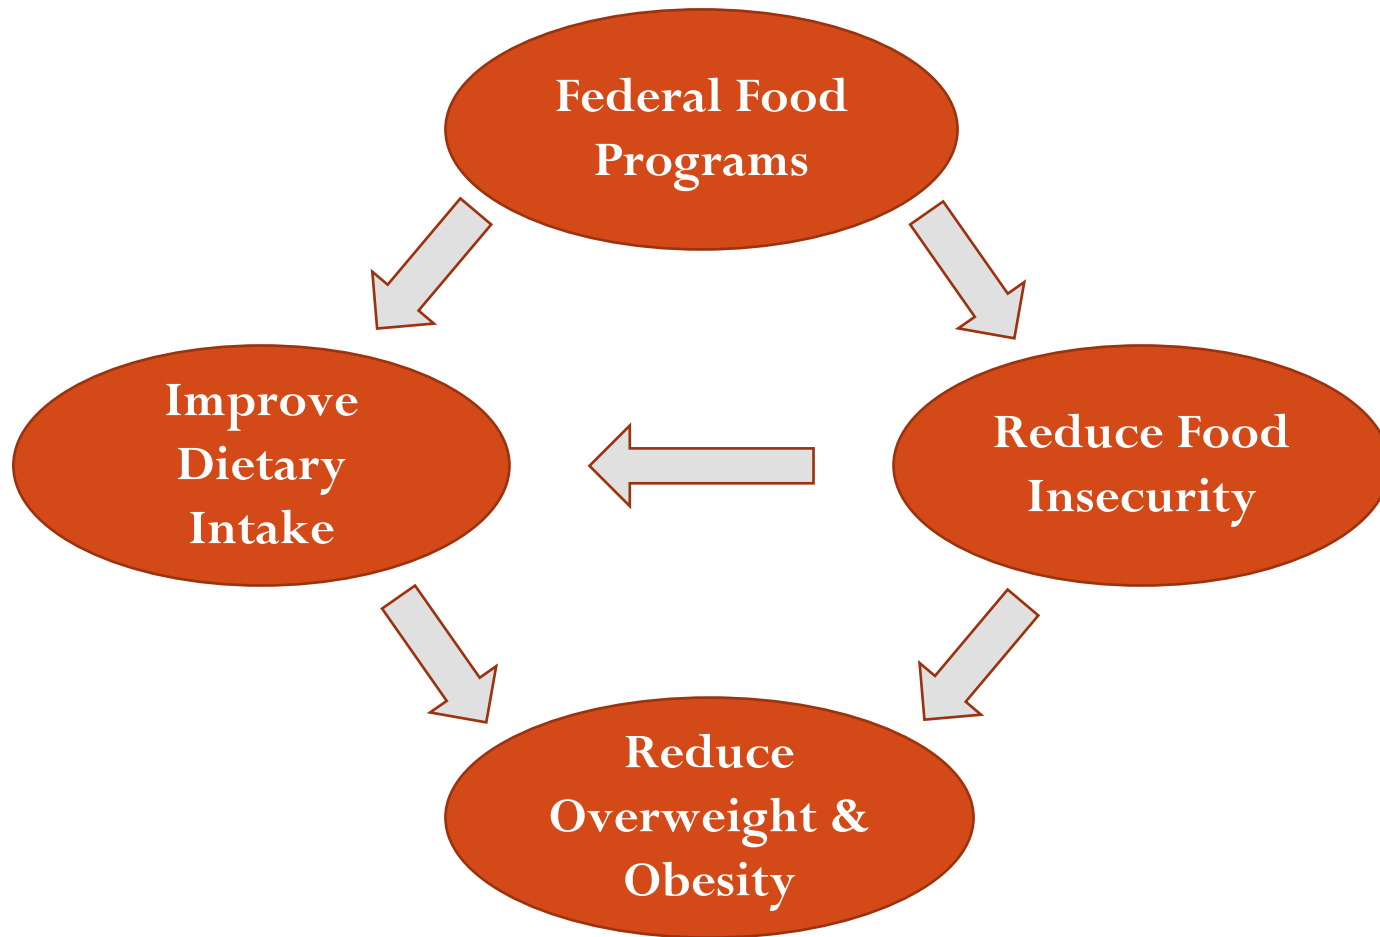 Federal Food
Programs
Improve
Dietary
Intake
Reduce Food
Insecurity
Reduce
Overweight &
Obesity